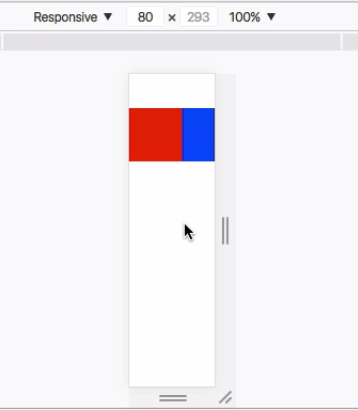 Responsive ▼ 80 × 293 100% ▼